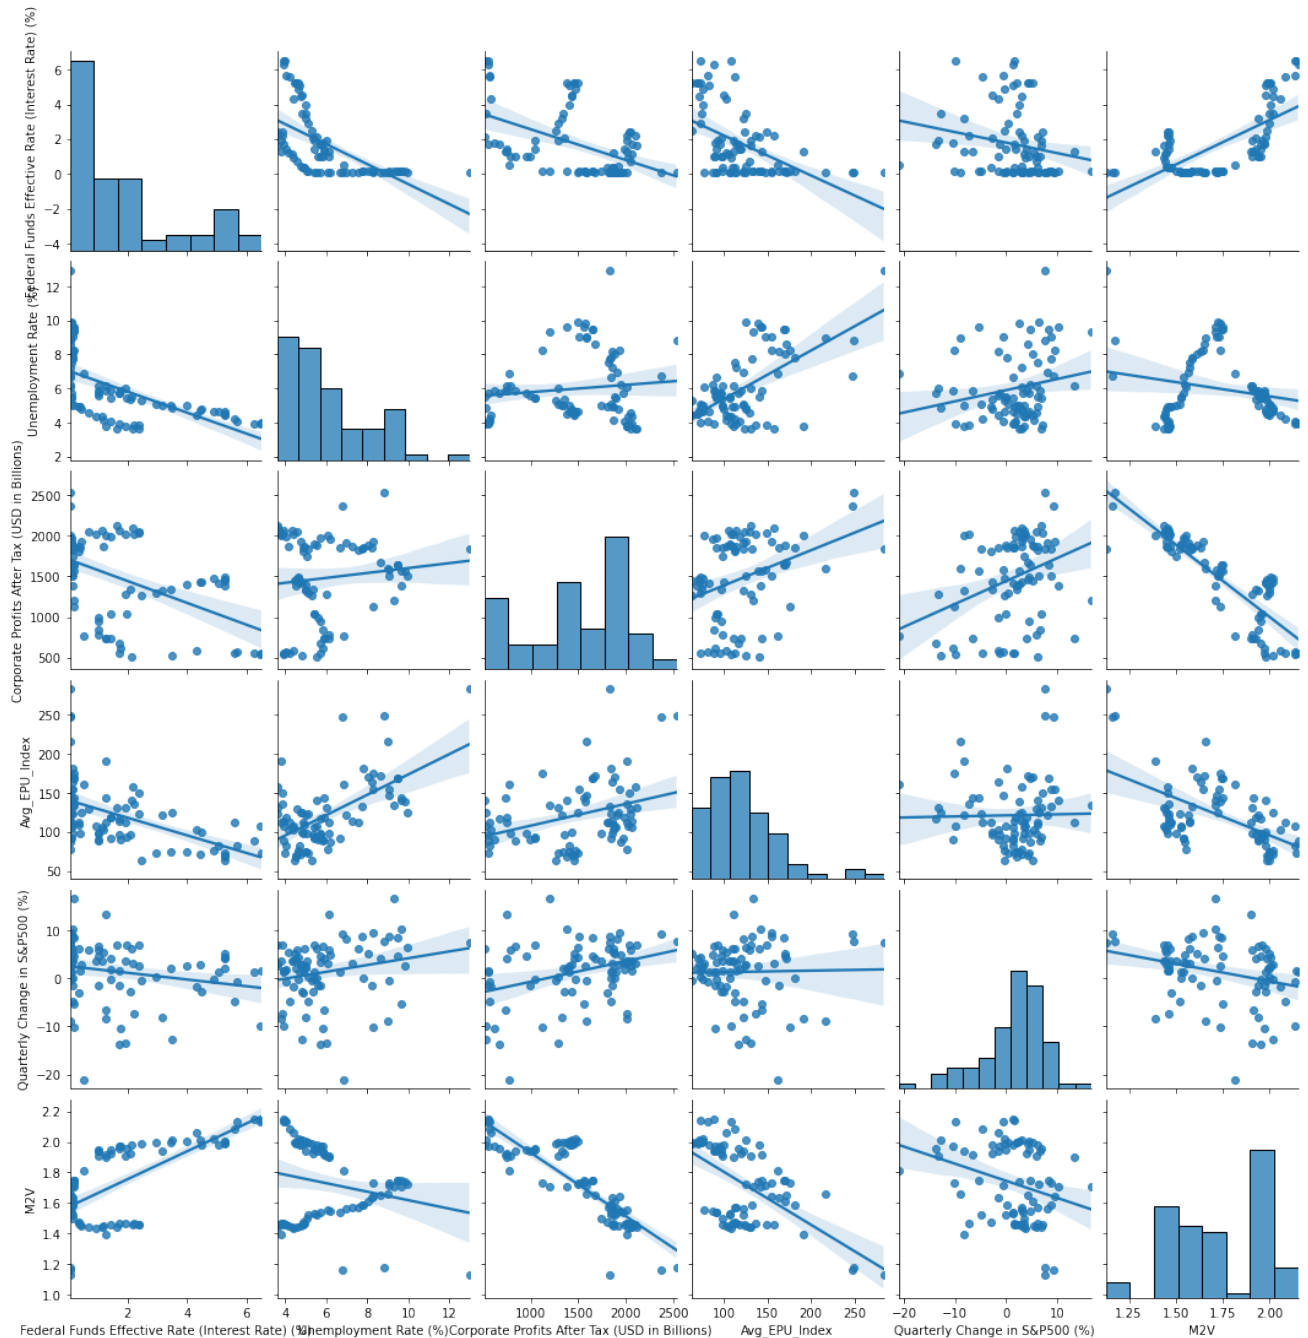 Federal Funds Effective Rate (Interest Rate) (%)
6
4
2
0
−2
−4
Unemployment Rate (%)
12
10
8
6
4
2
Corporate Profits After Tax (USD in Billions)
2500
2000
1500
1000
500
Avg_EPU_Index
250
200
150
100
50
Quarterly Change in S&P500 (%)
10
0
−10
−20
M2V
2.2
2.0
1.8
1.6
1.4
1.2
1.0
2 4 6
4 6 8 10 12
1000 1500 2000 2500
100 150 200 250
−20 −10 0 10
1.25 1.50 1.75 2.00
Federal Funds Effective Rate (Interest Rate) (%)
Unemployment Rate (%)
Corporate Profits After Tax (USD in Billions)
Avg_EPU_Index
Quarterly Change in S&P500 (%)
M2V